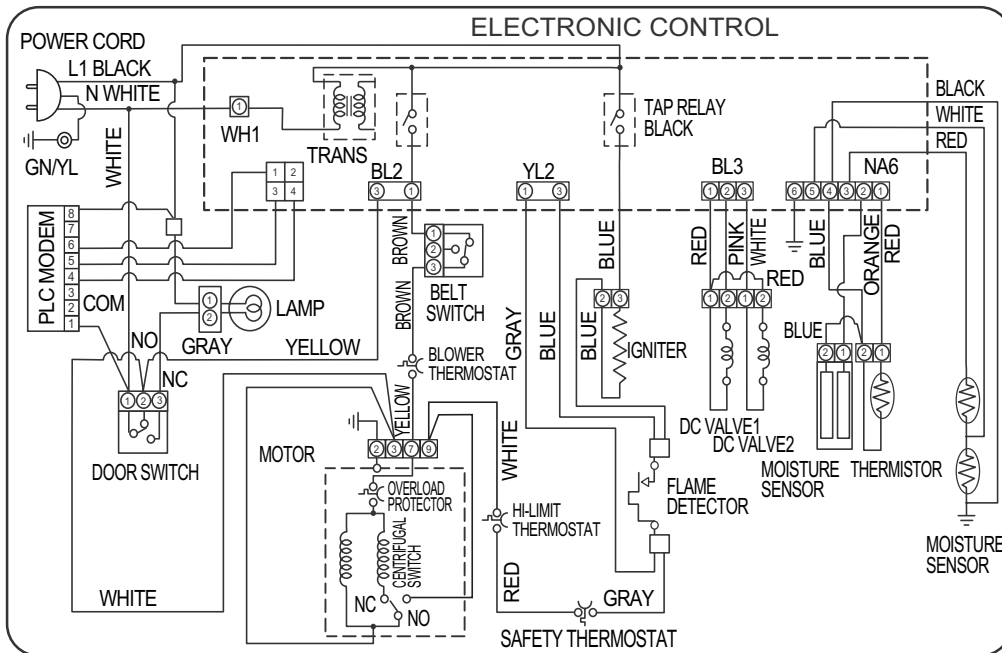 ELECTRONIC CONTROL
POWER CORD
L1 BLACK
N WHITE
GN/YL
WHITE
WH1
1
TRANS
1 2
3 4
BL2
3 1
YL2
1 3
TAP RELAY
BLACK
BL3
1 2 3
NA6
6 5 4 3 2 1
BLACK
WHITE
RED
PLC MODEM
8
7
6
5
4
3
2
1
COM
NO
NC
1
2
LAMP
GRAY
YELLOW
1 2 3
DOOR SWITCH
BROWN
1
2
3
BELT
SWITCH
BROWN
BLOWER
THERMOSTAT
YELLOW
MOTOR
2 3 7 9
OVERLOAD
PROTECTOR
CENTRIFUGAL
SWITCH
NC
NO
WHITE
WHITE
HI-LIMIT
THERMOSTAT
RED
SAFETY THERMOSTAT
GRAY
GRAY
BLUE
BLUE
BLUE
2 3
IGNITER
FLAME
DETECTOR
RED
PINK
WHITE
RED
1 2 1 2
DC VALVE1
DC VALVE2
BLUE
ORANGE
RED
BLUE
2 1
2 1
MOISTURE
SENSOR
THERMISTOR
MOISTURE
SENSOR